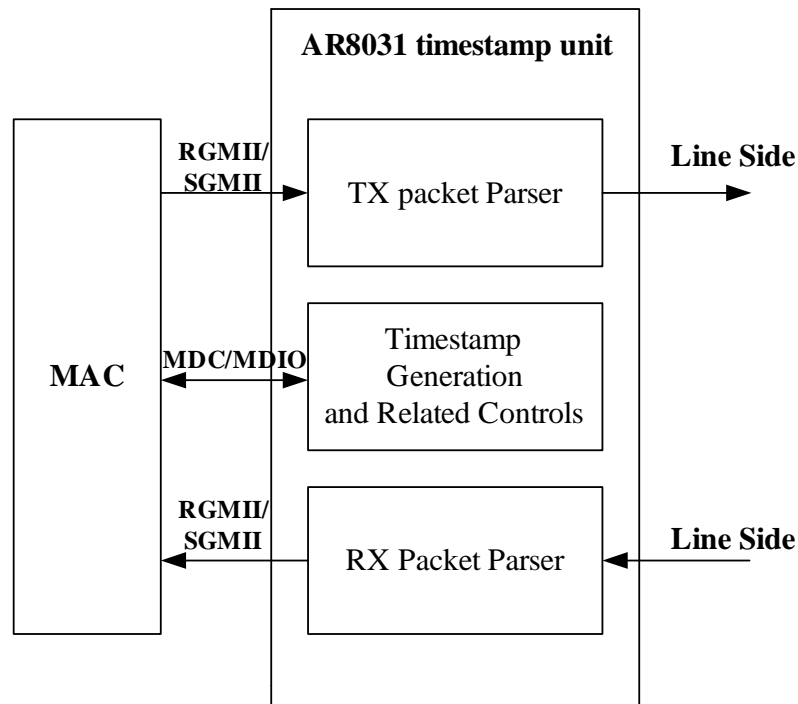 AR8031 timestamp unit
RGMII/
SGMII
TX packet Parser
Line Side
MAC
MDC/MDIO
Timestamp
Generation
and Related Controls
RGMII/
SGMII
RX Packet Parser
Line Side